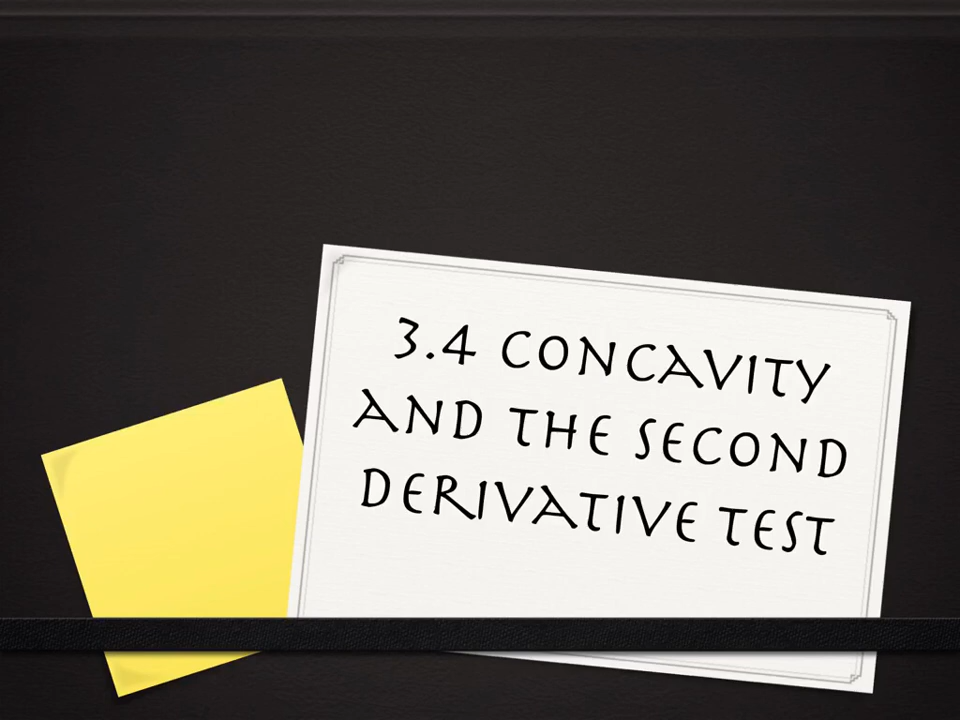 3.4 CONCAVITY
AND THE SECOND
DERIVATIVE TEST